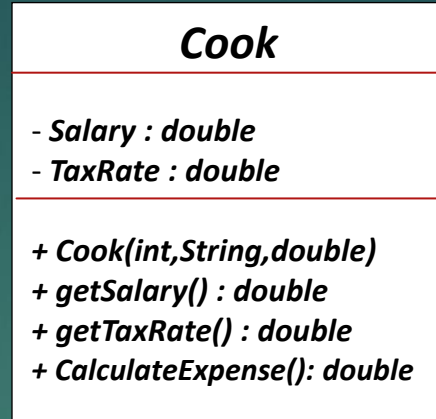 Cook
- Salary : double
- TaxRate : double
+ Cook(int,String,double)
+ getSalary() : double
+ getTaxRate() : double
+ CalculateExpense(): double